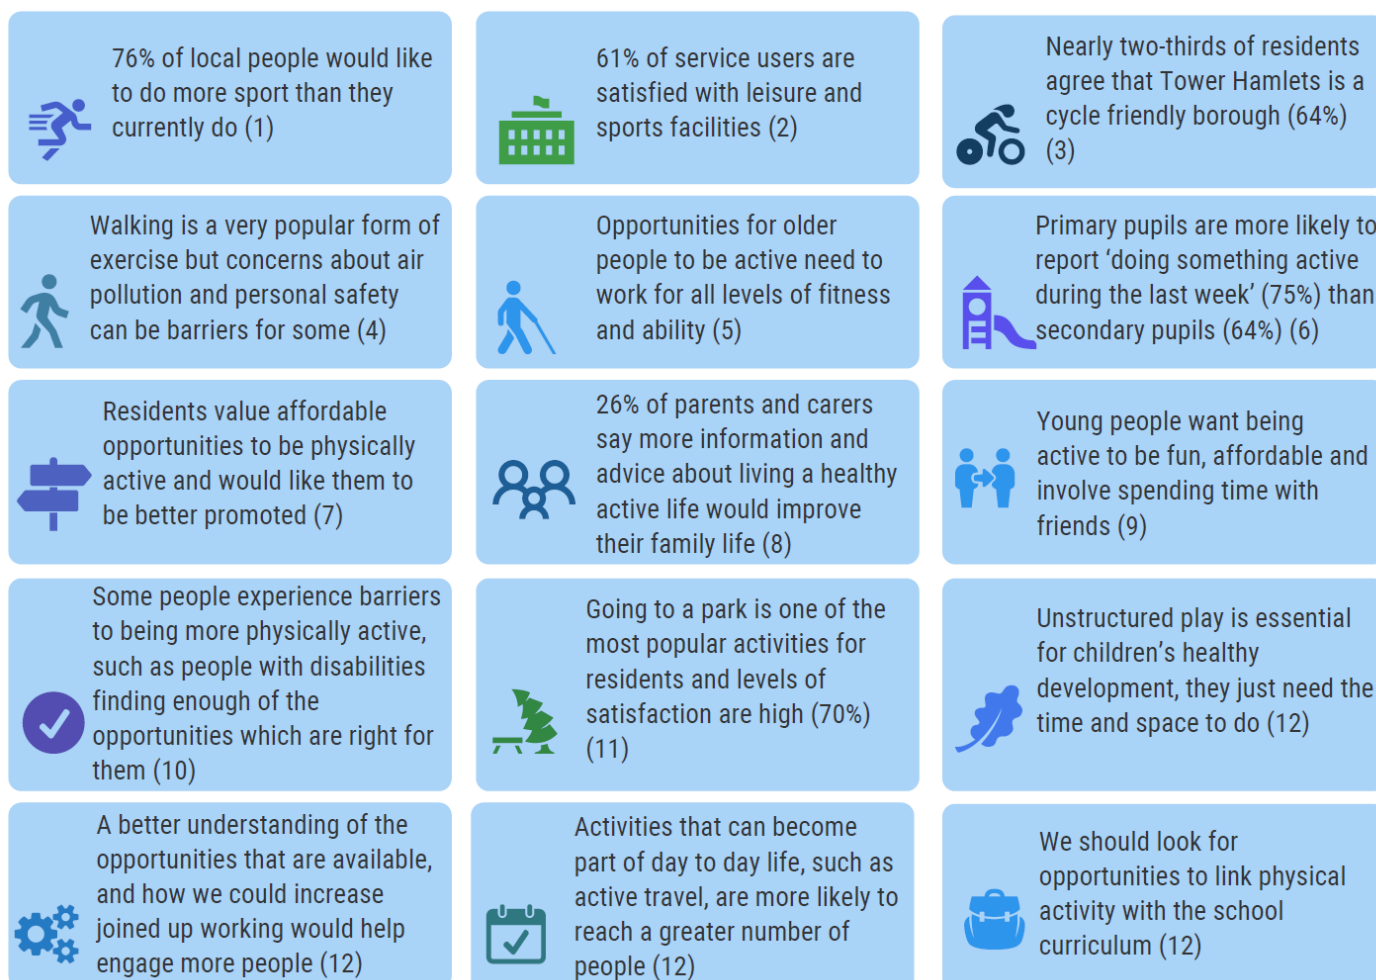 76% of local people would like
to do more sport than they
currently do (1)
61% of service users are
satisfied with leisure and
sports facilities (2)
Nearly two-thirds of residents
agree that Tower Hamlets is a
cycle friendly borough (64%)
(3)
Walking is a very popular form of
exercise but concerns about air
pollution and personal safety
can be barriers for some (4)
Opportunities for older
people to be active need to
work for all levels of fitness
and ability (5)
Primary pupils are more likely to
report ‘doing something active
during the last week’ (75%) than
secondary pupils (64%) (6)
Residents value affordable
opportunities to be physically
active and would like them to
be better promoted (7)
26% of parents and carers
say more information and
advice about living a healthy
active life would improve
their family life (8)
Young people want being
active to be fun, affordable and
involve spending time with
friends (9)
Some people experience barriers
to being more physically active,
such as people with disabilities
finding enough of the
opportunities which are right for
them (10)
Going to a park is one of the
most popular activities for
residents and levels of
satisfaction are high (70%)
(11)
Unstructured play is essential
for children’s healthy
development, they just need the
time and space to do (12)
A better understanding of the
opportunities that are available,
and how we could increase
joined up working would help
engage more people (12)
Activities that can become
part of day to day life, such as
active travel, are more likely to
reach a greater number of
people (12)
We should look for
opportunities to link physical
activity with the school
curriculum (12)